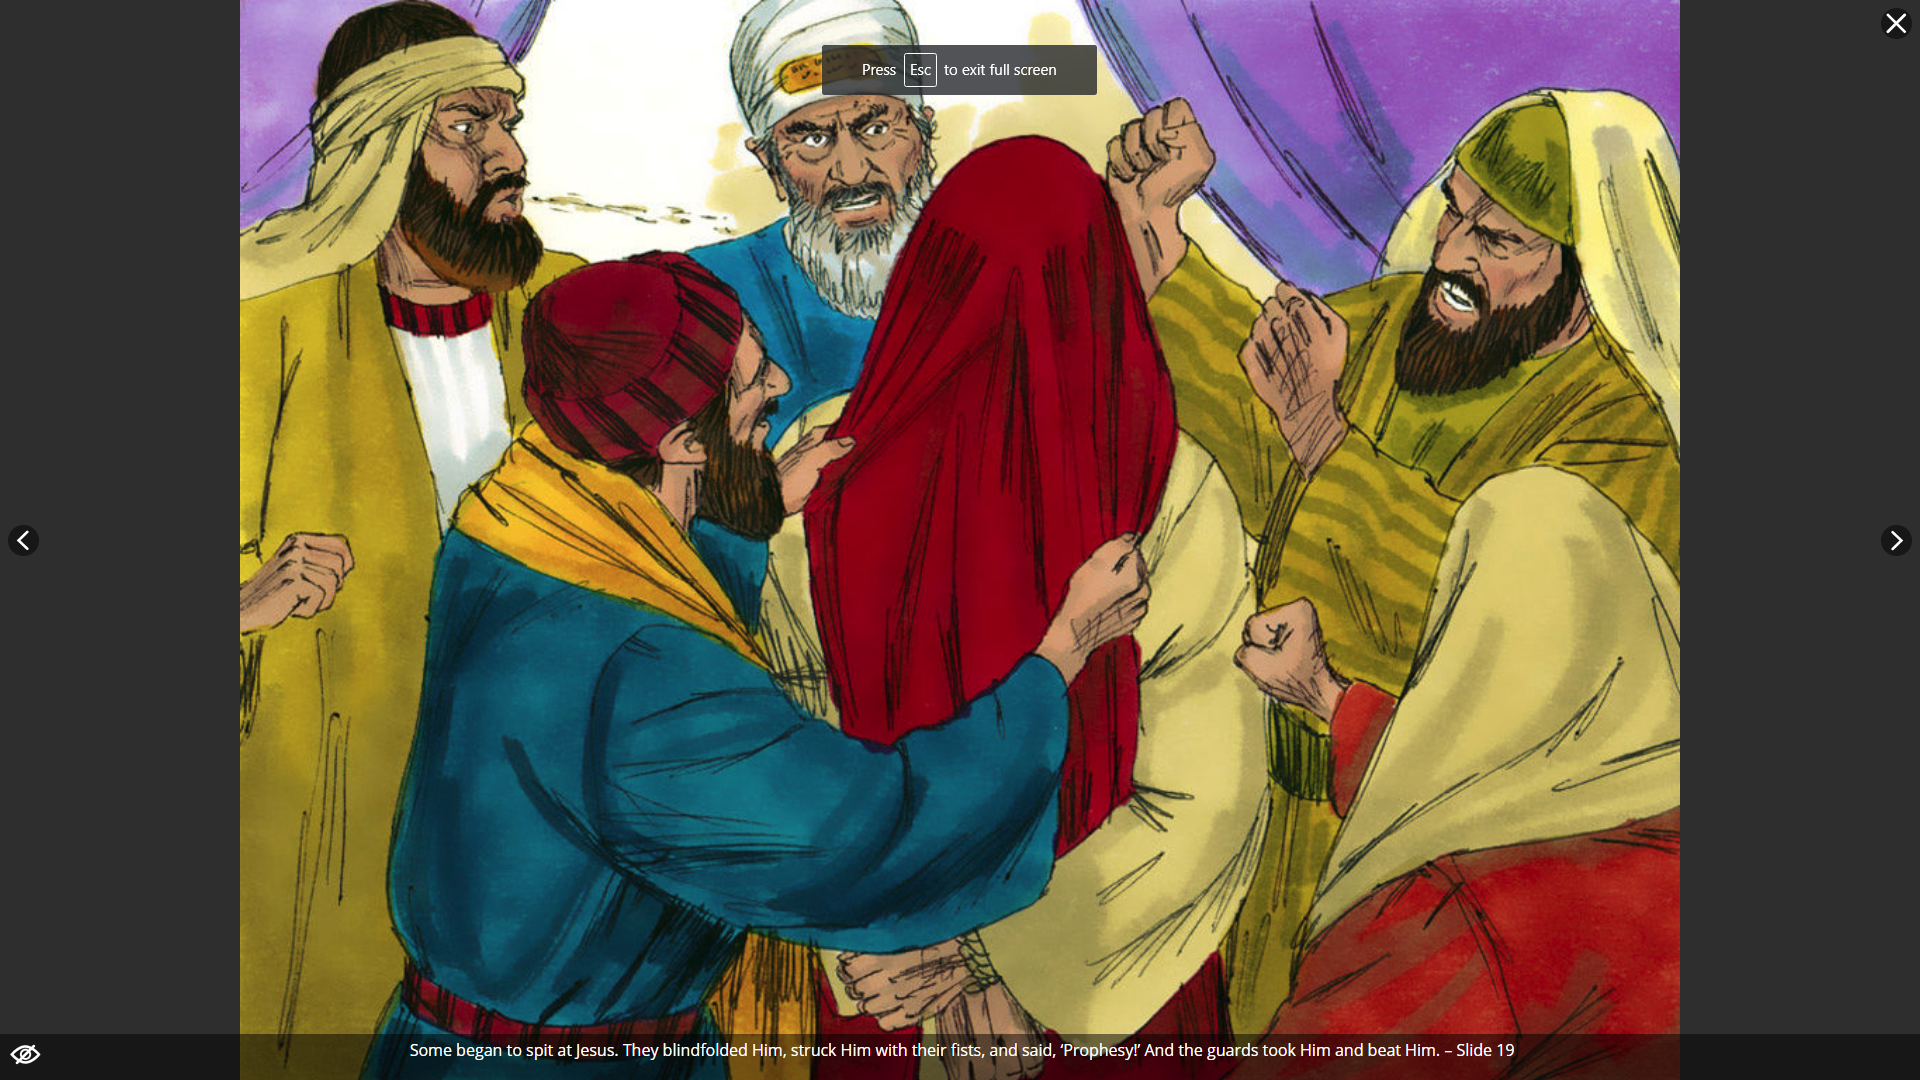 Press Esc to exit full screen
Some began to spit at Jesus. They blindfolded Him, struck Him with their fists, and said, ‘Prophesy!’ And the guards took Him and beat Him. – Slide 19